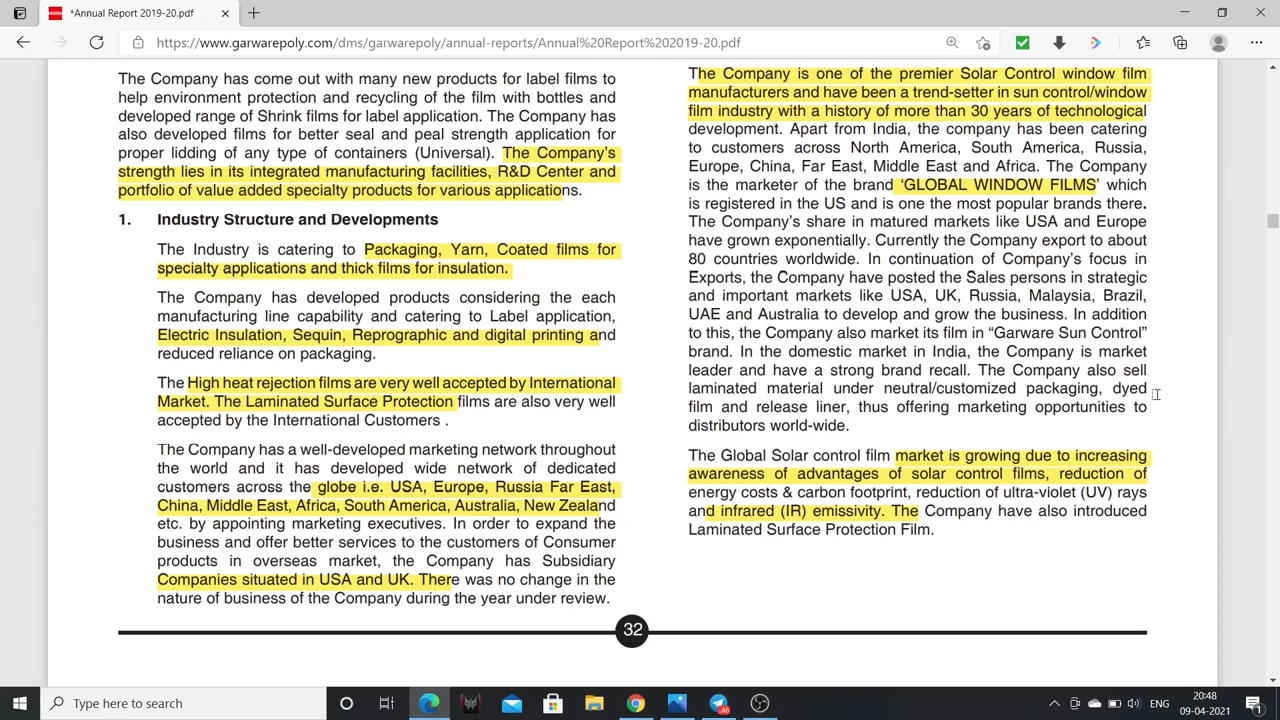 *Annual Report 2019-20.pdf
https://www.garwarepoly.com/dms/garwarepoly/annual-reports/Annual%20Report%202019-20.pdf
The Company has come out with many new products for label films to
help environment protection and recycling of the film with bottles and
developed range of Shrink films for label application. The Company has
also developed films for better seal and peal strength application for
proper lidding of any type of containers (Universal). The Company's
strength lies in its integrated manufacturing facilities, R&D Center and
portfolio of value added specialty products for various applications.
1. Industry Structure and Developments
The Industry is catering to Packaging, Yarn, Coated films for
specialty applications and thick films for insulation.
The Company has developed products considering the each
manufacturing line capability and catering to Label application,
Electric Insulation, Sequin, Reprographic and digital printing and
reduced reliance on packaging.
The High heat rejection films are very well accepted by International
Market. The Laminated Surface Protection films are also very well
accepted by the International Customers .
The Company has a well-developed marketing network throughout
the world and it has developed wide network of dedicated
customers across the globe i.e. USA, Europe, Russia Far East,
China, Middle East, Africa, South America, Australia, New Zealand
etc. by appointing marketing executives. In order to expand the
business and offer better services to the customers of Consumer
products in overseas market, the Company has Subsidiary
Companies situated in USA and UK. There was no change in the
nature of business of the Company during the year under review.
The Company is one of the premier Solar Control window film
manufacturers and have been a trend-setter in sun control/window
film industry with a history of more than 30 years of technological
development. Apart from India, the company has been catering
to customers across North America, South America, Russia,
Europe, China, Far East, Middle East and Africa. The Company
is the marketer of the brand 'GLOBAL WINDOW FILMS' which
is registered in the US and is one the most popular brands there.
The Company's share in matured markets like USA and Europe
have grown exponentially. Currently the Company export to about
80 countries worldwide. In continuation of Company's focus in
Exports, the Company have posted the Sales persons in strategic
and important markets like USA, UK, Russia, Malaysia, Brazil,
UAE and Australia to develop and grow the business. In addition
to this, the Company also market its film in "Garware Sun Control"
brand. In the domestic market in India, the Company is market
leader and have a strong brand recall. The Company also sell
laminated material under neutral/customized packaging, dyed
film and release liner, thus offering marketing opportunities to
distributors world-wide.
The Global Solar control film market is growing due to increasing
awareness of advantages of solar control films, reduction of
energy costs & carbon footprint, reduction of ultra-violet (UV) rays
and infrared (IR) emissivity. The Company have also introduced
Laminated Surface Protection Film.
32
Type here to search
ENG
20:48
09-04-2021